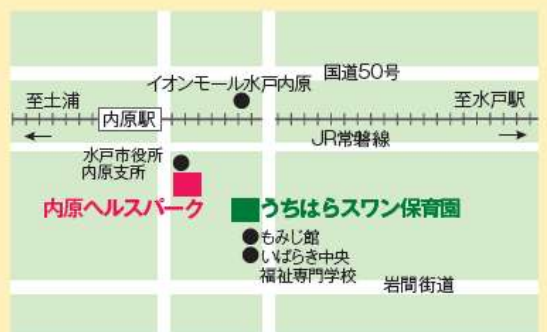 国道50号
イオンモール水戸内原
至土浦
至水戸駅
内原駅
JR常磐線
水戸市役所
内原支所
内原ヘルスパーク
うちはらスワン保育園
もみじ館
いばらき中央
福祉専門学校
岩間街道